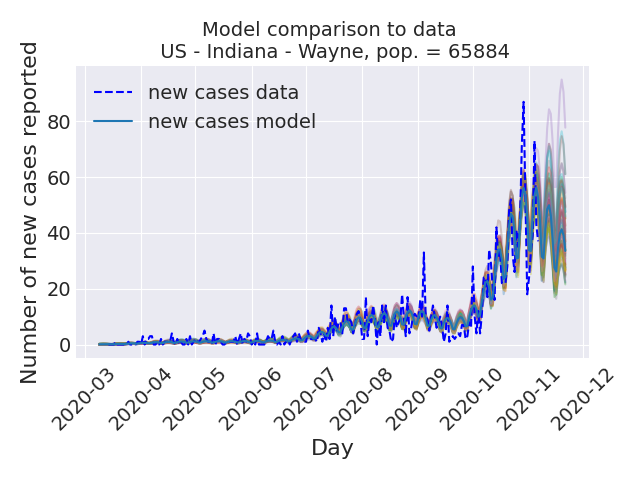 Model comparison to data
US - Indiana - Wayne, pop. = 65884
Number of new cases reported
new cases data
new cases model
80
60
40
20
0
2020-03
2020-04
2020-05
2020-06
2020-07
2020-08
2020-09
2020-10
2020-11
2020-12
Day